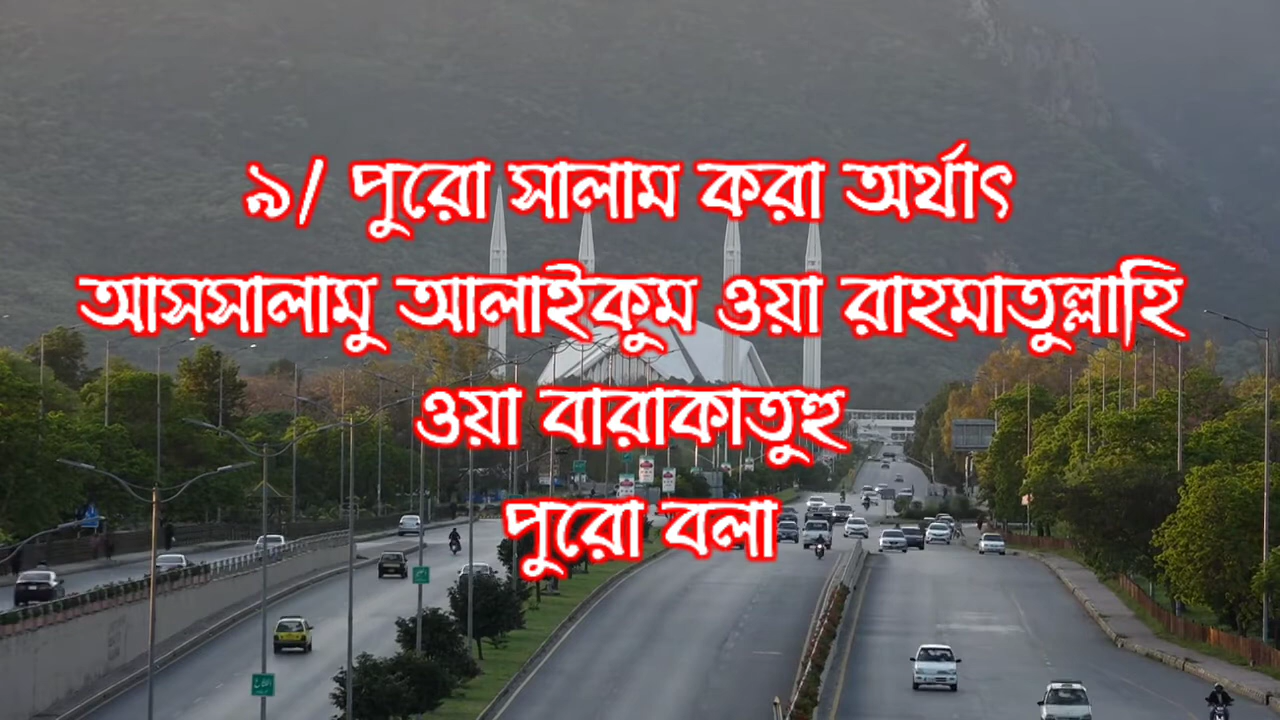 ৯/ পুরো সালাম করা অর্থাৎ
আসসালামু আলাইকুম ওয়া রাহমাতুল্লাহি
ওয়া বারাকাতুহু
পুরো বলা